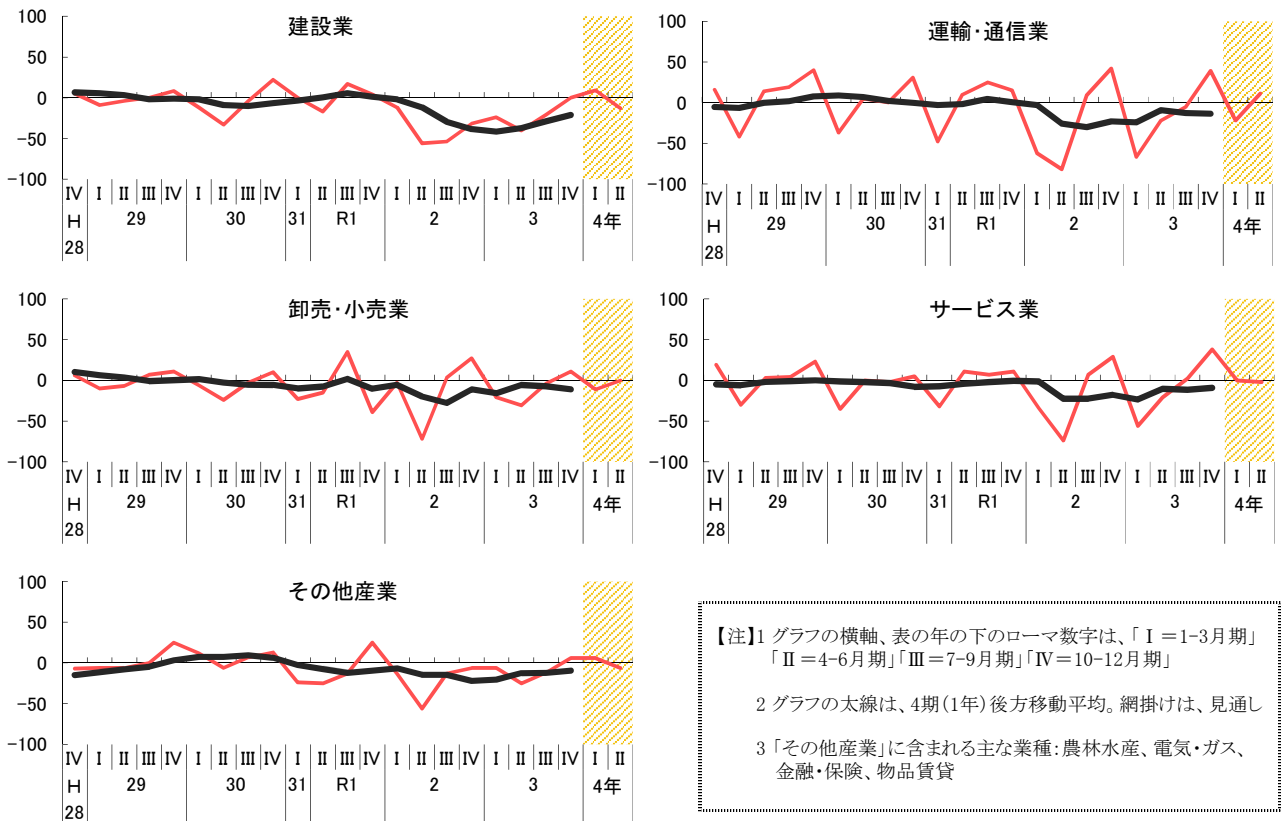 建設業
100
50
0
−50
−100
Ⅳ Ⅰ Ⅱ Ⅲ Ⅳ Ⅰ Ⅱ Ⅲ Ⅳ Ⅰ Ⅱ Ⅲ Ⅳ Ⅰ Ⅱ Ⅲ Ⅳ Ⅰ Ⅱ Ⅲ Ⅳ Ⅰ Ⅱ
H 29 30 31 R1 2 3 4年
28
運輸・通信業
100
50
0
−50
−100
Ⅳ Ⅰ Ⅱ Ⅲ Ⅳ Ⅰ Ⅱ Ⅲ Ⅳ Ⅰ Ⅱ Ⅲ Ⅳ Ⅰ Ⅱ Ⅲ Ⅳ Ⅰ Ⅱ Ⅲ Ⅳ Ⅰ Ⅱ
H 29 30 31 R1 2 3 4年
28
卸売・小売業
100
50
0
−50
−100
Ⅳ Ⅰ Ⅱ Ⅲ Ⅳ Ⅰ Ⅱ Ⅲ Ⅳ Ⅰ Ⅱ Ⅲ Ⅳ Ⅰ Ⅱ Ⅲ Ⅳ Ⅰ Ⅱ Ⅲ Ⅳ Ⅰ Ⅱ
H 29 30 31 R1 2 3 4年
28
サービス業
100
50
0
−50
−100
Ⅳ Ⅰ Ⅱ Ⅲ Ⅳ Ⅰ Ⅱ Ⅲ Ⅳ Ⅰ Ⅱ Ⅲ Ⅳ Ⅰ Ⅱ Ⅲ Ⅳ Ⅰ Ⅱ Ⅲ Ⅳ Ⅰ Ⅱ
H 29 30 31 R1 2 3 4年
28
その他産業
100
50
0
−50
−100
Ⅳ Ⅰ Ⅱ Ⅲ Ⅳ Ⅰ Ⅱ Ⅲ Ⅳ Ⅰ Ⅱ Ⅲ Ⅳ Ⅰ Ⅱ Ⅲ Ⅳ Ⅰ Ⅱ Ⅲ Ⅳ Ⅰ Ⅱ
H 29 30 31 R1 2 3 4年
28
【注】1 グラフの横軸、表の年の下のローマ数字は、「Ⅰ=1-3月期」
「Ⅱ=4-6月期」「Ⅲ=7-9月期」「Ⅳ=10-12月期」
2 グラフの太線は、4期(1年)後方移動平均。網掛けは、見通し
3 「その他産業」に含まれる主な業種:農林水産、電気・ガス、
金融・保険、物品賃貸